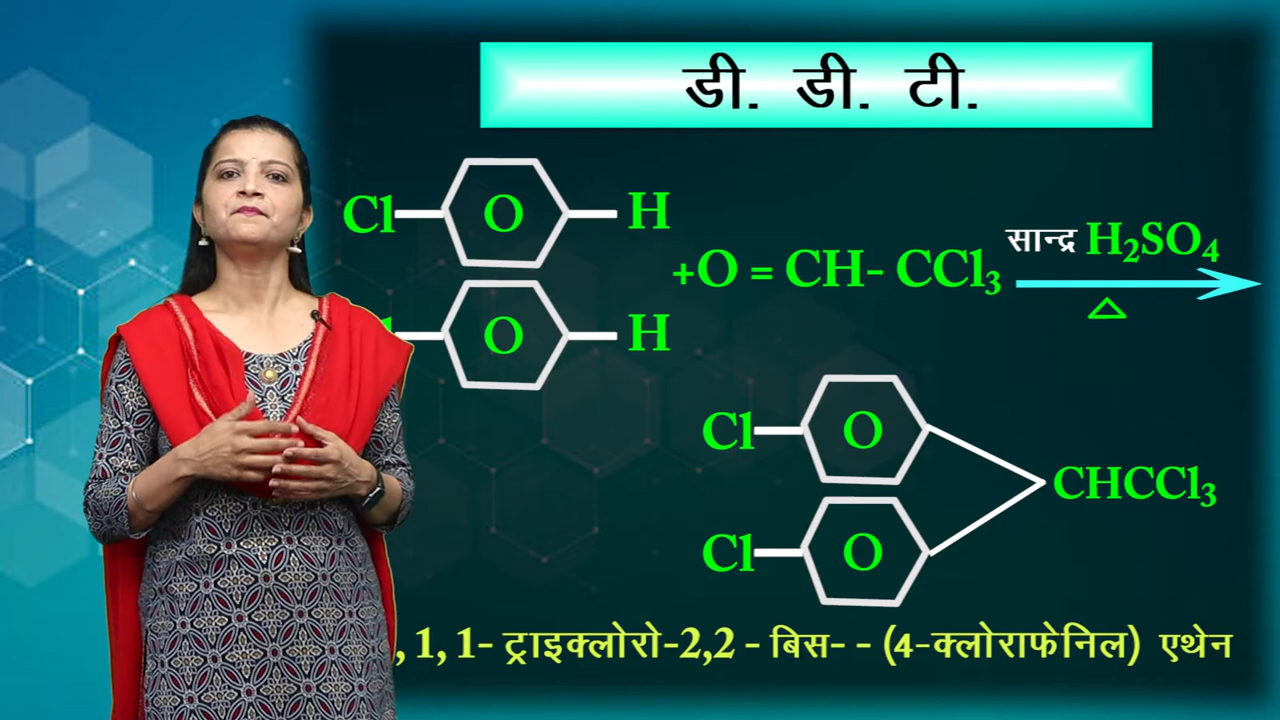 डी. डी. टी.
Cl O H
+O = CH- CCl₃ सान्द्र H₂SO₄
△
O H
Cl O
CHCCl₃
Cl O
, 1, 1- ट्राइक्लोरो-2,2 - बिस- - (4-क्लोराफेनिल) एथेन